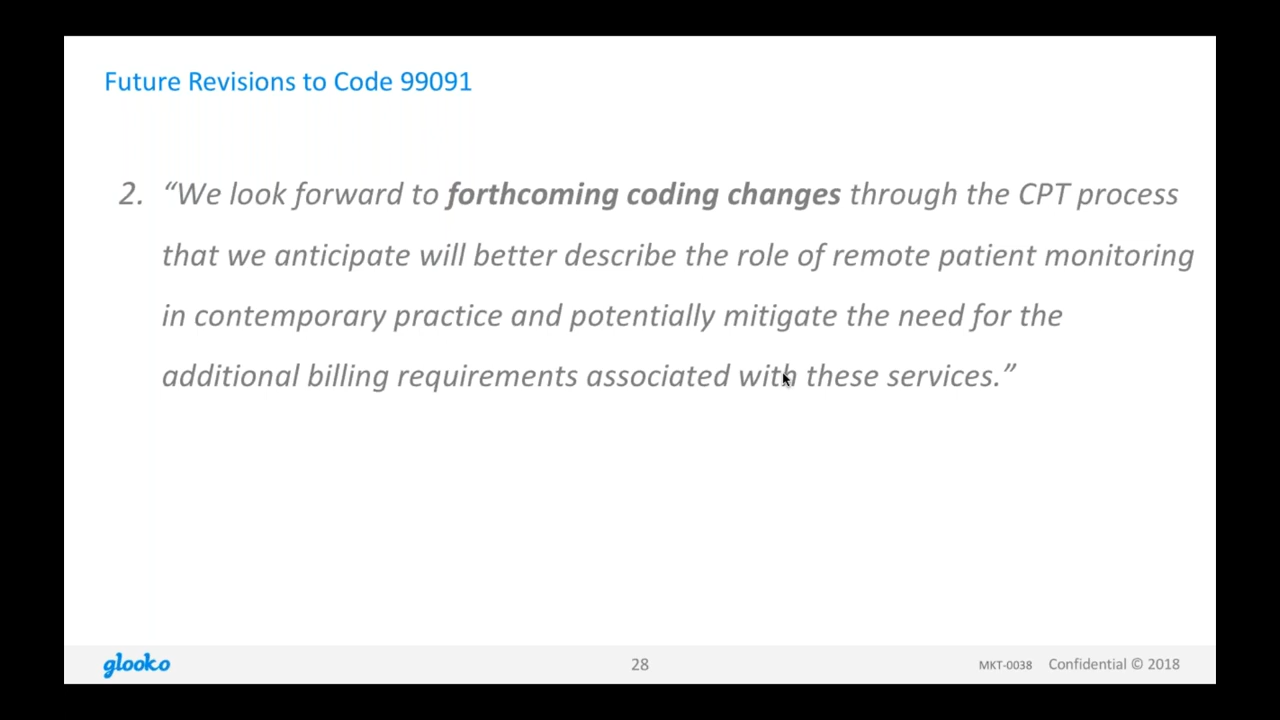 Future Revisions to Code 99091
2. “We look forward to forthcoming coding changes through the CPT process
that we anticipate will better describe the role of remote patient monitoring
in contemporary practice and potentially mitigate the need for the
additional billing requirements associated with these services.”
glooko 28 MKT-0038 Confidential © 2018